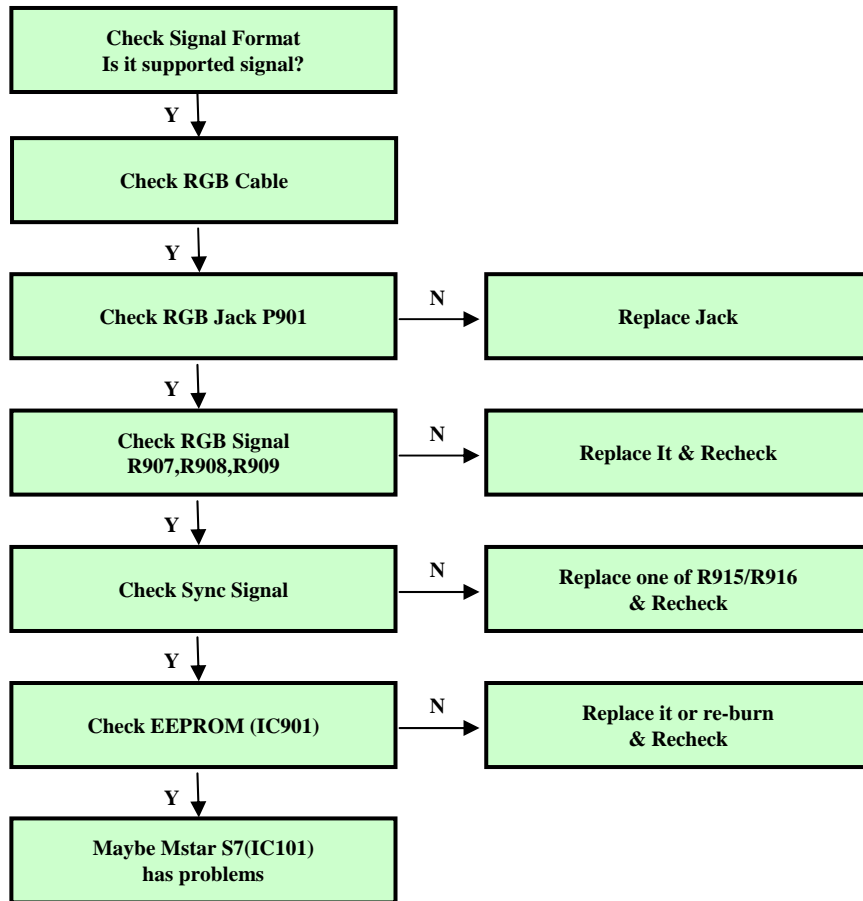 Check Signal Format
Is it supported signal?
Y
Check RGB Cable
Y
Check RGB Jack P901
N
Replace Jack
Y
Check RGB Signal
R907,R908,R909
N
Replace It & Recheck
Y
Check Sync Signal
N
Replace one of R915/R916
& Recheck
Y
Check EEPROM (IC901)
N
Replace it or re-burn
& Recheck
Y
Maybe Mstar S7(IC101)
has problems